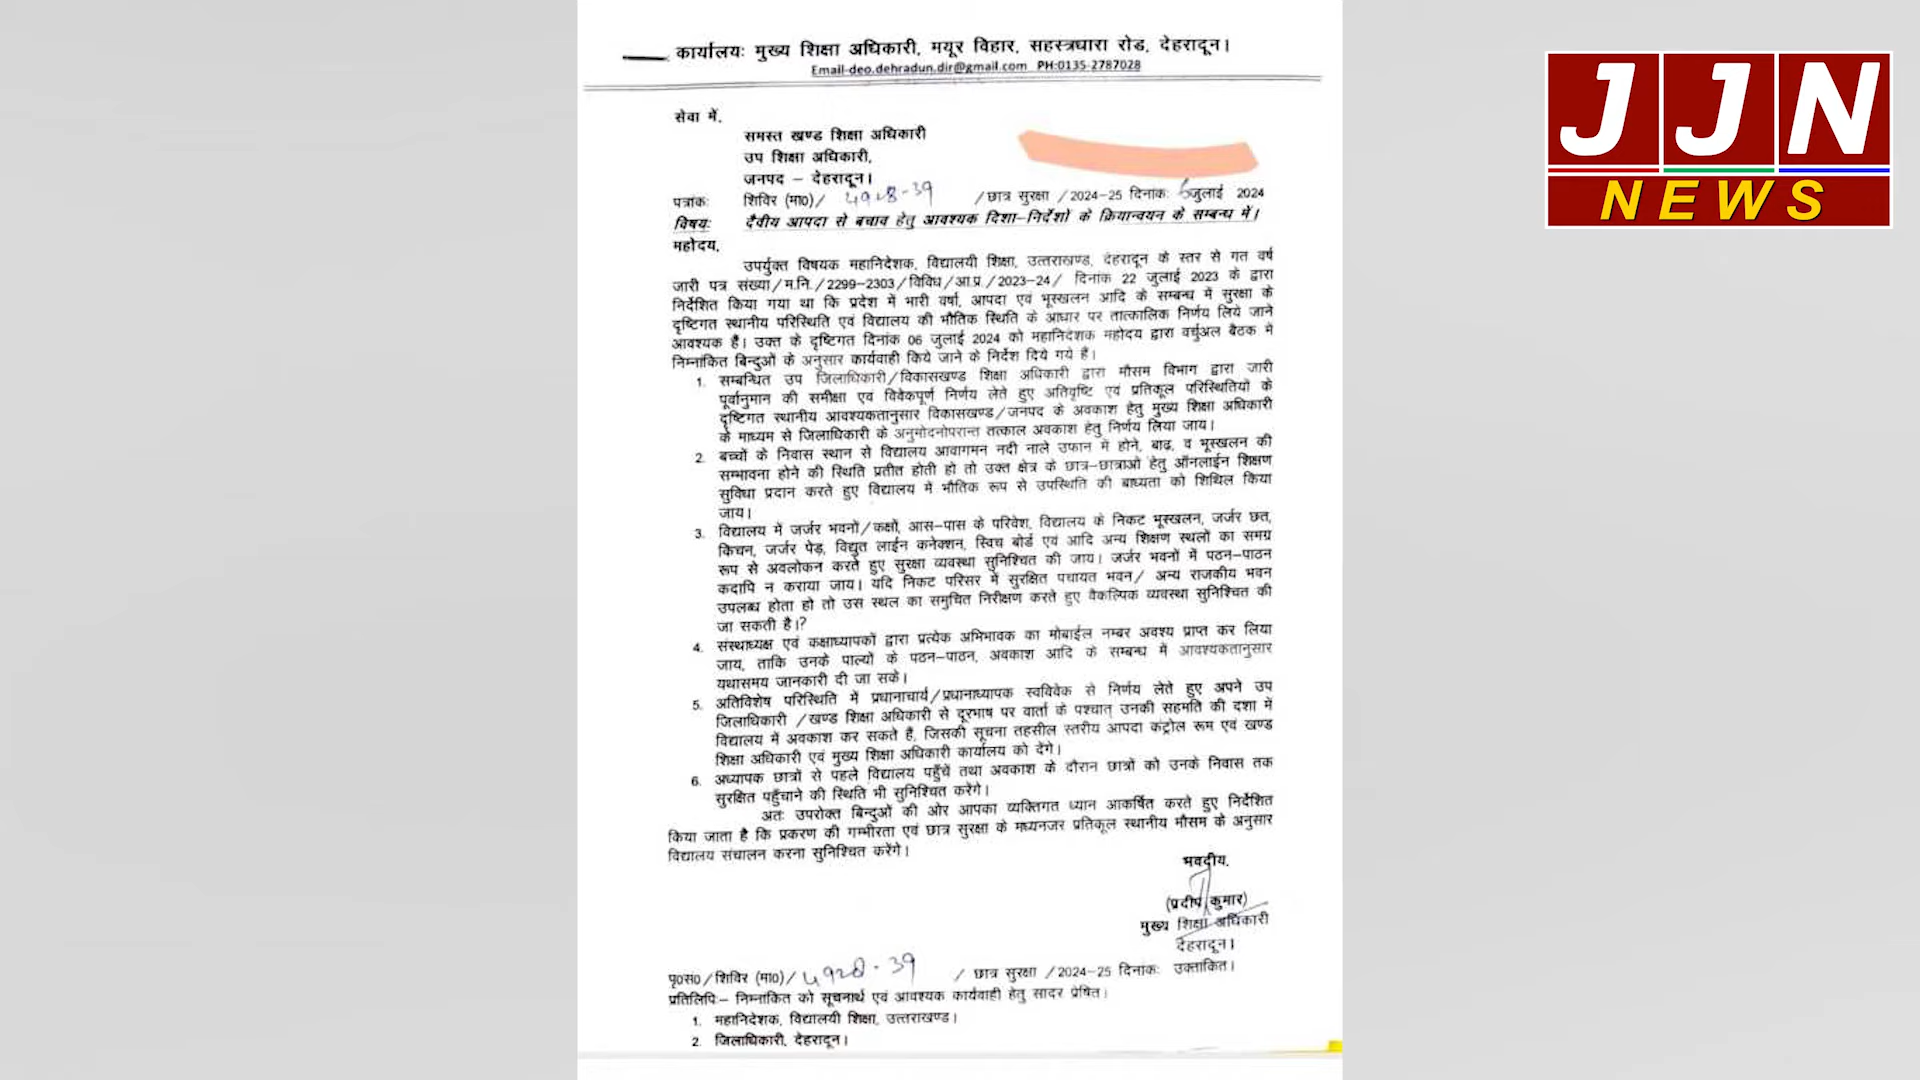 कार्यालयः मुख्य शिक्षा अधिकारी, मयूर विहार, सहस्त्रधारा रोड, देहरादून।
Email-deo.dehradun.dir@gmail.com PH:0135-2787028
JJN
NEWS
सेवा में,
समस्त खण्ड शिक्षा अधिकारी
उप शिक्षा अधिकारी,
जनपद – देहरादून।
पत्रांकः शिविर (मा0)/ /छात्र सुरक्षा /2024-25 दिनांकः 6जुलाई 2024
विषयः दैवीय आपदा से बचाव हेतु आवश्यक दिशा-निर्देशों के क्रियान्वयन के सम्बन्ध में।
महोदय,
उपर्युक्त विषयक महानिदेशक, विद्यालयी शिक्षा, उत्तराखण्ड, देहरादून के स्तर से गत वर्ष
जारी पत्र संख्या/म.नि./2299-2303/विविध/आ.प्र./2023-24/ दिनांक 22 जुलाई 2023 के द्वारा
निर्देशित किया गया था कि प्रदेश में भारी वर्षा, आपदा एवं भूस्खलन आदि के सम्बन्ध में सुरक्षा के
दृष्टिगत स्थानीय परिस्थिति एवं विद्यालय की भौतिक स्थिति के आधार पर तात्कालिक निर्णय लिये जाने
आवश्यक हैं। उक्त के दृष्टिगत दिनांक 06 जुलाई 2024 को महानिदेशक महोदय द्वारा वर्चुअल बैठक में
निम्नांकित बिन्दुओं के अनुसार कार्यवाही किये जाने के निर्देश दिये गये हैं।
1. सम्बन्धित उप जिलाधिकारी/विकासखण्ड शिक्षा अधिकारी द्वारा मौसम विभाग द्वारा जारी
पूर्वानुमान की समीक्षा एवं विवेकपूर्ण निर्णय लेते हुए अतिवृष्टि एवं प्रतिकूल परिस्थितियों के
दृष्टिगत स्थानीय आवश्यकतानुसार विकासखण्ड/जनपद के अवकाश हेतु मुख्य शिक्षा अधिकारी
के माध्यम से जिलाधिकारी के अनुमोदनोपरान्त तत्काल अवकाश हेतु निर्णय लिया जाय।
2. बच्चों के निवास स्थान से विद्यालय आवागमन नदी नाले उफान में होने, बाढ, व भूस्खलन की
सम्भावना होने की स्थिति प्रतीत होती हो तो उक्त क्षेत्र के छात्र-छात्राओं हेतु ऑनलाईन शिक्षण
सुविधा प्रदान करते हुए विद्यालय में भौतिक रूप से उपस्थिति की बाध्यता को शिथिल किया
जाय।
3. विद्यालय में जर्जर भवनों/कक्षों, आस-पास के परिवेश, विद्यालय के निकट भूस्खलन, जर्जर छत,
किचन, जर्जर पेड़, विद्युत लाईन कनेक्शन, स्विच बोर्ड एवं आदि अन्य शिक्षण स्थलों का समग्र
रूप से अवलोकन करते हुए सुरक्षा व्यवस्था सुनिश्चित की जाय। जर्जर भवनों में पठन-पाठन
कदापि न कराया जाय। यदि निकट परिसर में सुरक्षित पंचायत भवन/ अन्य राजकीय भवन
उपलब्ध होता हो तो उस स्थल का समुचित निरीक्षण करते हुए वैकल्पिक व्यवस्था सुनिश्चित की
जा सकती है।?
4. संस्थाध्यक्ष एवं कक्षाध्यापकों द्वारा प्रत्येक अभिभावक का मोबाईल नम्बर अवश्य प्राप्त कर लिया
जाय, ताकि उनके पाल्यों के पठन-पाठन, अवकाश आदि के सम्बन्ध में आवश्यकतानुसार
यथासमय जानकारी दी जा सके।
5. अतिविशेष परिस्थिति में प्रधानाचार्य/प्रधानाध्यापक स्वविवेक से निर्णय लेते हुए अपने उप
जिलाधिकारी /खण्ड शिक्षा अधिकारी से दूरभाष पर वार्ता के पश्चात् उनकी सहमति की दशा में
विद्यालय में अवकाश कर सकते हैं, जिसकी सूचना तहसील स्तरीय आपदा कंट्रोल रूम एवं खण्ड
शिक्षा अधिकारी एवं मुख्य शिक्षा अधिकारी कार्यालय को देंगे।
6. अध्यापक छात्रों से पहले विद्यालय पहुँचें तथा अवकाश के दौरान छात्रों को उनके निवास तक
सुरक्षित पहुँचाने की स्थिति भी सुनिश्चित करेंगे।
अतः उपरोक्त बिन्दुओं की ओर आपका व्यक्तिगत ध्यान आकर्षित करते हुए निर्देशित
किया जाता है कि प्रकरण की गम्भीरता एवं छात्र सुरक्षा के मध्यनजर प्रतिकूल स्थानीय मौसम के अनुसार
विद्यालय संचालन करना सुनिश्चित करेंगे।
भवदीय,
(प्रदीप कुमार)
मुख्य शिक्षा अधिकारी
देहरादून।
पृ0सं0/शिविर (मा0)/ / छात्र सुरक्षा /2024-25 दिनांकः उक्तांकित।
प्रतिलिपिः– निम्नांकित को सूचनार्थ एवं आवश्यक कार्यवाही हेतु सादर प्रेषित।
1. महानिदेशक, विद्यालयी शिक्षा, उत्तराखण्ड।
2. जिलाधिकारी, देहरादून।